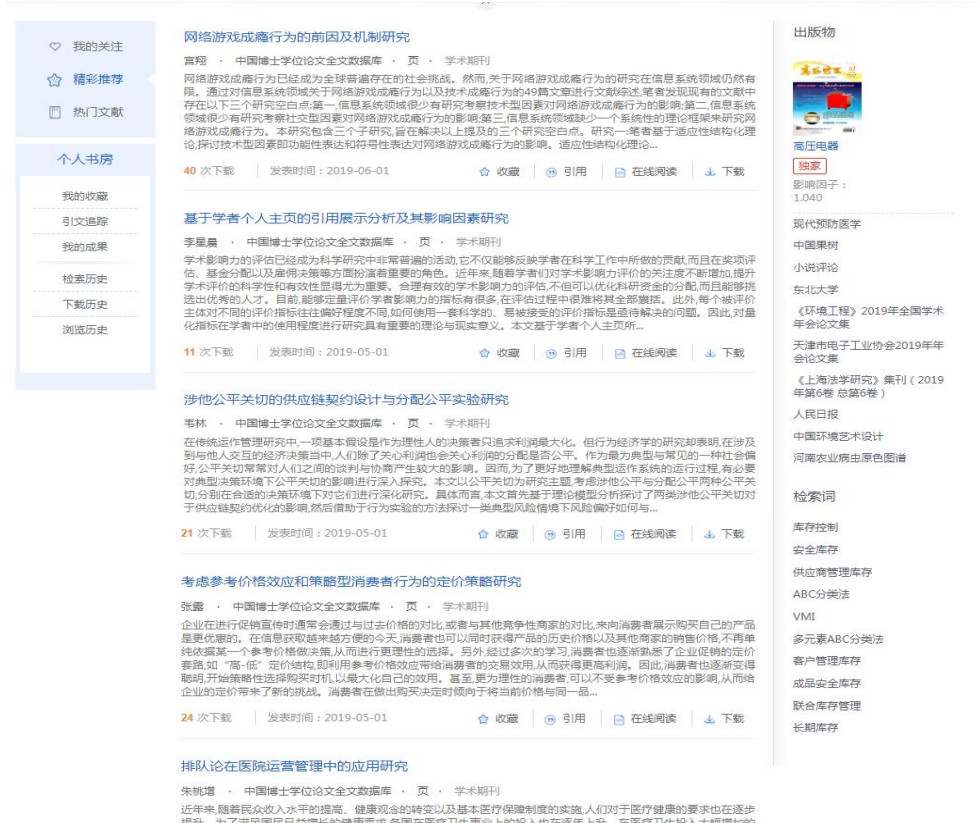 我的关注
精彩推荐
热门文献
个人书房
我的收藏
引文追踪
我的成果
检索历史
下载历史
浏览历史
网络游戏成瘾行为的前因及机制研究
宫翔 · 中国博士学位论文全文数据库 · 页 · 学术期刊
网络游戏成瘾行为已经成为全球普遍存在的社会挑战。然而,关于网络游戏成瘾行为的研究在信息系统领域仍然有
限。通过对信息系统领域关于网络游戏成瘾行为以及技术成瘾行为的49篇文章进行文献综述,笔者发现现有的文献中
存在以下三个研究空白点:第一,信息系统领域很少有研究考察技术型因素对网络游戏成瘾行为的影响;第二,信息系统
领域很少有研究考察社交型因素对网络游戏成瘾行为的影响;第三,信息系统领域缺少一个系统性的理论框架来研究网
络游戏成瘾行为。本研究包含三个子研究,旨在解决以上提及的三个研究空白点。研究一:笔者基于适应性结构化理
论,探讨技术型因素即功能性表达和符号性表达对网络游戏成瘾行为的影响。适应性结构化理论...
40 次下载 发表时间：2019-06-01 收藏 引用 在线阅读 下载
基于学者个人主页的引用展示分析及其影响因素研究
李星晨 · 中国博士学位论文全文数据库 · 页 · 学术期刊
学术影响力的评估已经成为科学研究中非常普遍的活动,它不仅能够反映学者在科学工作中所做的贡献,而且在奖项评
估、基金分配以及雇佣决策等方面扮演着重要的角色。近年来,随着学者们对学术影响力评价的关注度不断增加,提升
学术评价的科学性和有效性显得尤为重要。合理有效的学术影响力的评估,不但可以优化科研资金的分配,而且能够挑
选出优秀的人才。目前,能够定量评价学者影响力的指标有很多,在评估过程中很难将其全部囊括。此外,每个被评价
主体对不同的评价指标往往偏好程度不同,如何使用一套科学的、易被接受的评价指标是亟待解决的问题。因此,对量
化指标在学者中的使用程度进行研究具有重要的理论与现实意义。本文基于学者个人主页所...
11 次下载 发表时间：2019-05-01 收藏 引用 在线阅读 下载
涉他公平关切的供应链契约设计与分配公平实验研究
韦林 · 中国博士学位论文全文数据库 · 页 · 学术期刊
在传统运作管理研究中,一项基本假设是作为理性人的决策者只追求利润最大化。但行为经济学的研究却表明,在涉及
到与他人交互的经济决策当中,人们除了关心利润也会关心利润的分配是否公平。作为最为典型与常见的一种社会偏
好,公平关切常常对人们之间的谈判与协商产生较大的影响。因而,为了更好地理解典型运作系统的运行过程,有必要
对典型决策环境下公平关切的影响进行深入探究。本文以公平关切为研究主题,考虑涉他公平与分配公平两种公平关
切,分别在合适的决策环境下对它们进行深化研究。具体而言,本文首先基于理论模型分析探讨了两类涉他公平关切对
于供应链契约优化的影响,然后借助于行为实验的方法探讨一类典型风险情境下风险偏好如何与...
21 次下载 发表时间：2019-05-01 收藏 引用 在线阅读 下载
考虑参考价格效应和策略型消费者行为的定价策略研究
张露 · 中国博士学位论文全文数据库 · 页 · 学术期刊
企业在进行促销宣传时通常会通过与过去价格的对比,或者与其他竞争性商家的对比,来向消费者展示购买自己的产品
是更优惠的。在信息获取越来越方便的今天,消费者也可以同时获得产品的历史价格以及其他商家的销售价格,不再单
纯依据某一个参考价格做决策,从而进行更理性的选择。另外,经过多次的学习,消费者也逐渐熟悉了企业促销的定价
套路,如“高-低”定价结构,即利用参考价格效应带给消费者的交易效用,从而获得更高利润。因此,消费者也逐渐变得
聪明,开始策略性选择购买时机,以最大化自己的效用。甚至,更为理性的消费者,可以不受参考价格效应的影响,从而给
企业的定价带来了新的挑战。消费者在做出购买决定时倾向于将当前价格与同一品...
24 次下载 发表时间：2019-05-01 收藏 引用 在线阅读 下载
排队论在医院运营管理中的应用研究
朱桃增 · 中国博士学位论文全文数据库 · 页 · 学术期刊
近年来,随着民众收入水平的提高、健康观念的转变以及基本医疗保障制度的实施,人们对于医疗健康的要求也在逐步
提升。为了满足国民日益增长的健康需求,各国在医疗卫生事业上的投入也在逐年上升。在医疗卫生投入大幅增加的
出版物
高压电器
高压电器
独家
影响因子：
1.040
现代预防医学
中国果树
小说评论
东北大学
《环境工程》2019年全国学术
年会论文集
天津市电子工业协会2019年年
会论文集
《上海法学研究》集刊（2019
年第6卷 总第6卷）
人民日报
中国环境艺术设计
河南农业病虫原色图谱
检索词
库存控制
安全库存
供应商管理库存
ABC分类法
VMI
多元素ABC分类法
客户管理库存
成品安全库存
联合库存管理
长期库存